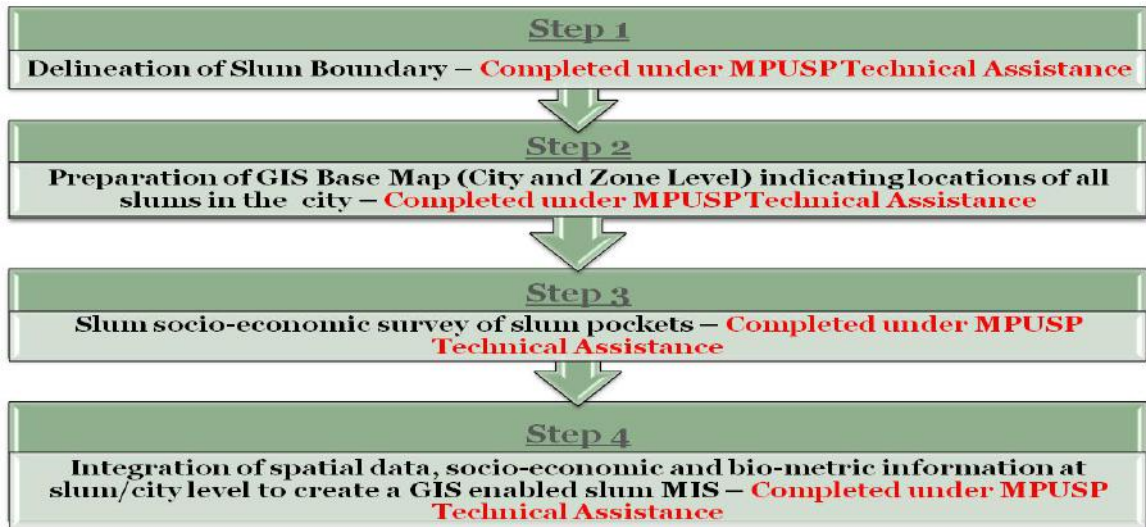 Step 1
Delineation of Slum Boundary – Completed under MPUSP Technical Assistance
Step 2
Preparation of GIS Base Map (City and Zone Level) indicating locations of all
slums in the city – Completed under MPUSP Technical Assistance
Step 3
Slum socio-economic survey of slum pockets – Completed under MPUSP
Technical Assistance
Step 4
Integration of spatial data, socio-economic and bio-metric information at
slum/city level to create a GIS enabled slum MIS – Completed under MPUSP
Technical Assistance